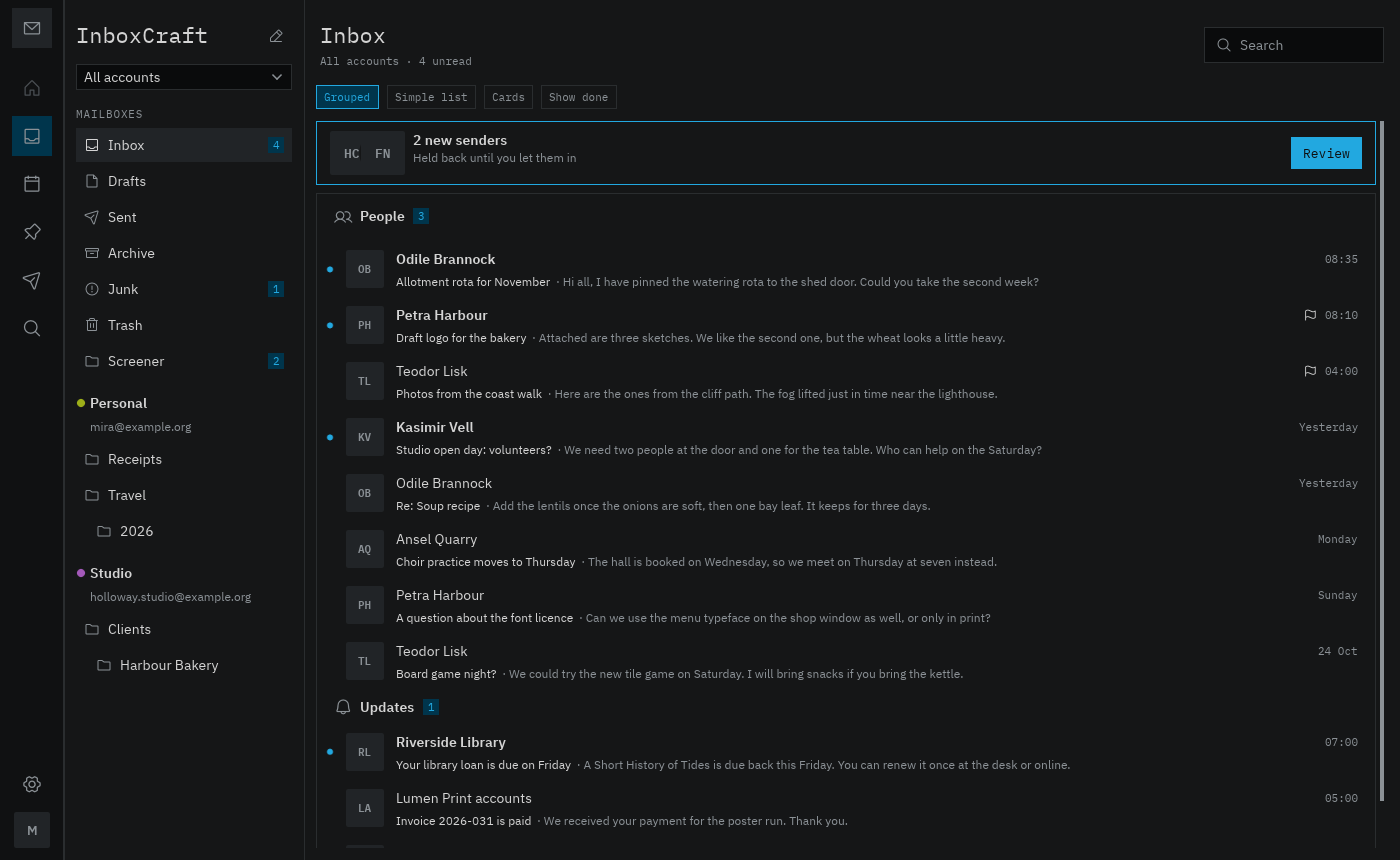 InboxCraft
All accounts
MAILBOXES
Inbox 4
Drafts
Sent
Archive
Junk 1
Trash
Screener 2
Personal
mira@example.org
Receipts
Travel
2026
Studio
holloway.studio@example.org
Clients
Harbour Bakery
M
Inbox
All accounts · 4 unread
Search
Grouped Simple list Cards Show done
HC FN
2 new senders
Held back until you let them in
Review
People 3
OB
Odile Brannock 08:35
Allotment rota for November · Hi all, I have pinned the watering rota to the shed door. Could you take the second week?
PH
Petra Harbour 08:10
Draft logo for the bakery · Attached are three sketches. We like the second one, but the wheat looks a little heavy.
TL
Teodor Lisk 04:00
Photos from the coast walk · Here are the ones from the cliff path. The fog lifted just in time near the lighthouse.
KV
Kasimir Vell Yesterday
Studio open day: volunteers? · We need two people at the door and one for the tea table. Who can help on the Saturday?
OB
Odile Brannock Yesterday
Re: Soup recipe · Add the lentils once the onions are soft, then one bay leaf. It keeps for three days.
AQ
Ansel Quarry Monday
Choir practice moves to Thursday · The hall is booked on Wednesday, so we meet on Thursday at seven instead.
PH
Petra Harbour Sunday
A question about the font licence · Can we use the menu typeface on the shop window as well, or only in print?
TL
Teodor Lisk 24 Oct
Board game night? · We could try the new tile game on Saturday. I will bring snacks if you bring the kettle.
Updates 1
RL
Riverside Library 07:00
Your library loan is due on Friday · A Short History of Tides is due back this Friday. You can renew it once at the desk or online.
LA
Lumen Print accounts 05:00
Invoice 2026-031 is paid · We received your payment for the poster run. Thank you.